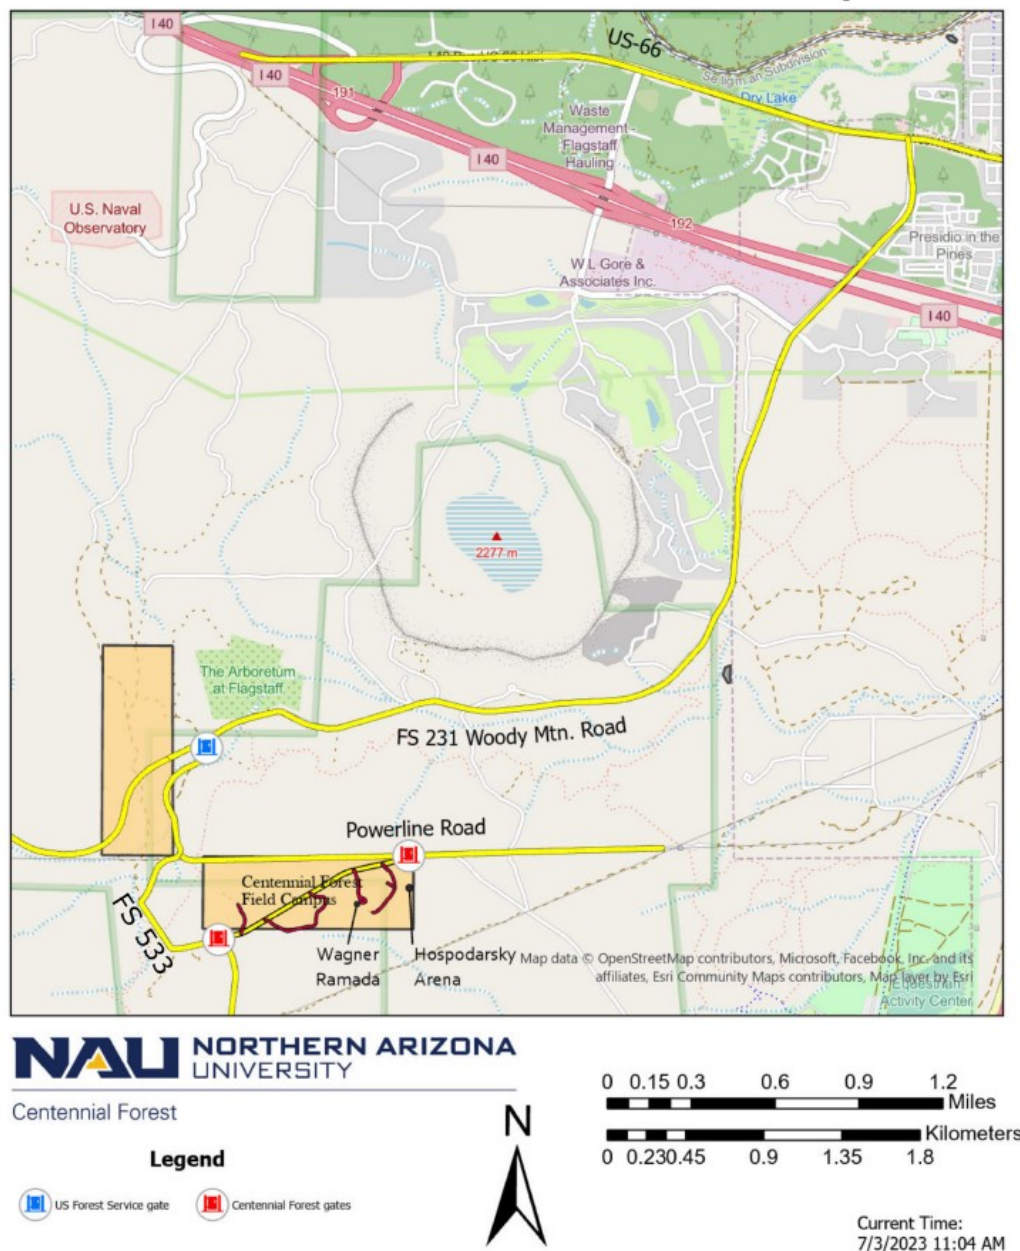 I 40
US-66
Seligman Subdivision
I 40
191
Dry Lake
Waste
Management -
Flagstaff
Hauling
I 40
U.S. Naval
Observatory
192
Presidio in the
Pines
W L Gore &
Associates Inc.
I 40
2277 m
The Arboretum
at Flagstaff
FS 231 Woody Mtn. Road
Powerline Road
Centennial Forest
Field Campus
FS 533
Wagner
Ramada
Hospodarsky
Arena
Map data © OpenStreetMap contributors, Microsoft, Facebook, Inc. and its
affiliates, Esri Community Maps contributors, Map layer by Esri
Equestrian
Activity Center
NAU NORTHERN ARIZONA
UNIVERSITY
Centennial Forest
0 0.15 0.3 0.6 0.9 1.2
Miles
Kilometers
0 0.230.45 0.9 1.35 1.8
N
Legend
US Forest Service gate
Centennial Forest gates
Current Time:
7/3/2023 11:04 AM